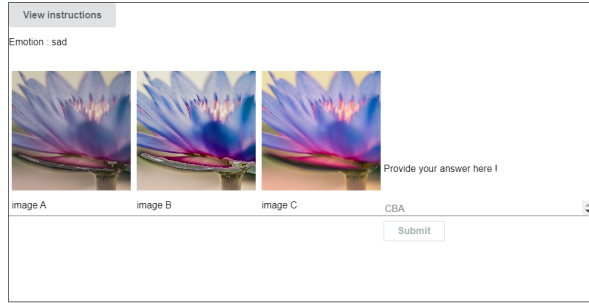 View instructions
Emotion : sad
Provide your answer here !
image A
image B
image C
CBA
Submit